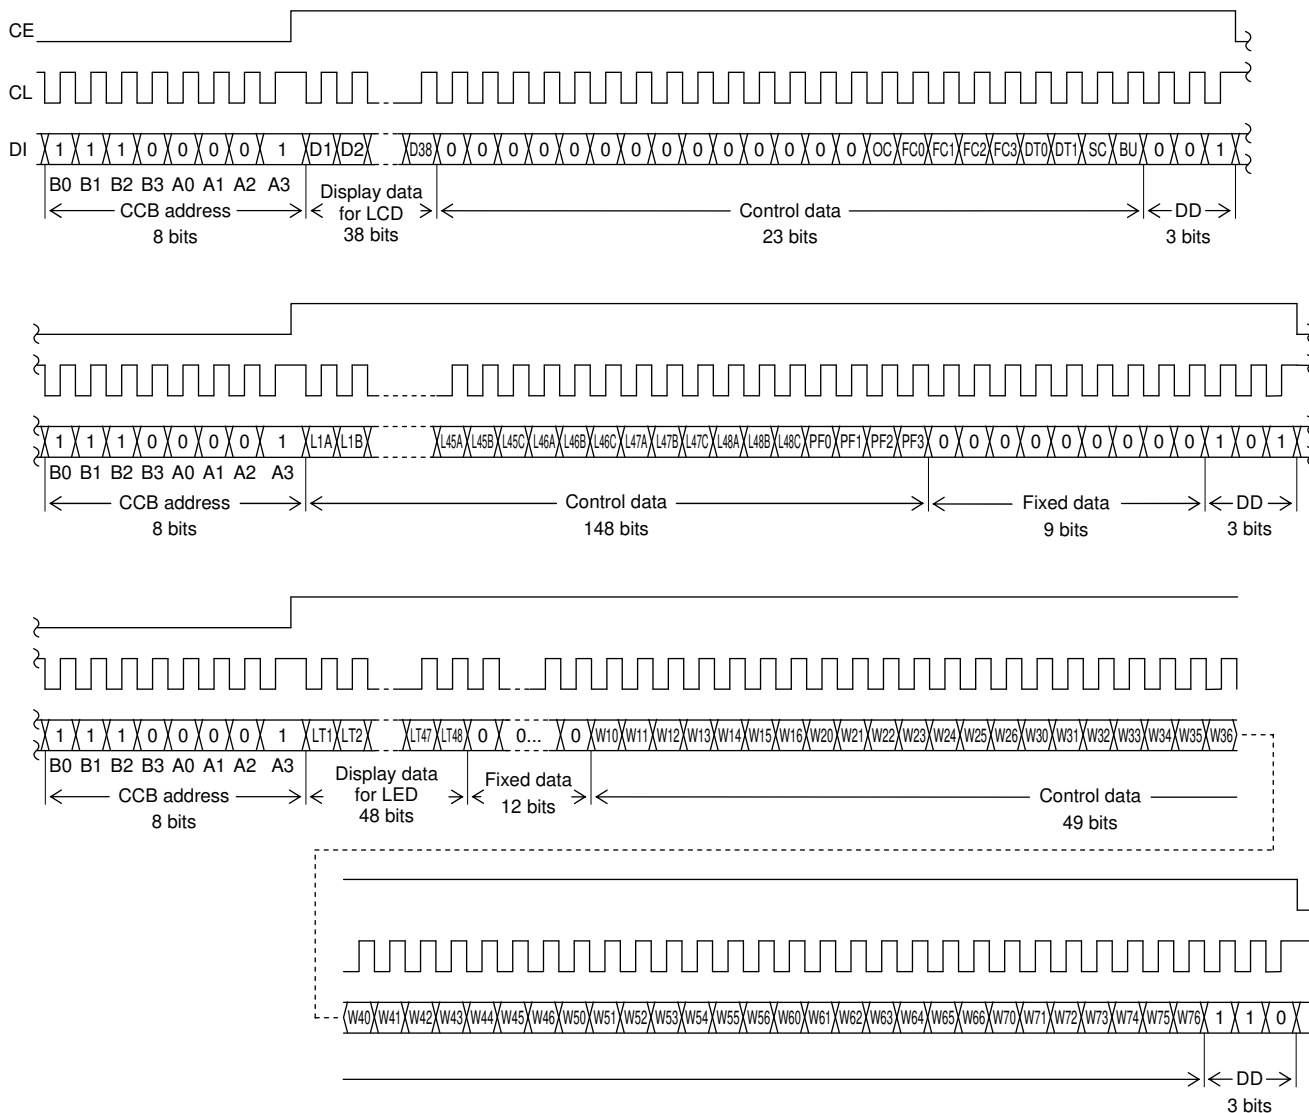 CE
CL
DI 1 1 1 0 0 0 0 1 D1 D2 D38 0 0 0 0 0 0 0 0 0 0 0 0 0 0 OC FC0 FC1 FC2 FC3 DT0 DT1 SC BU 0 0 1
B0 B1 B2 B3 A0 A1 A2 A3
CCB address
8 bits
Display data
for LCD
38 bits
Control data
23 bits
DD
3 bits
1 1 1 0 0 0 0 1 L1A L1B L45A L45B L45C L46A L46B L46C L47A L47B L47C L48A L48B L48C PF0 PF1 PF2 PF3 0 0 0 0 0 0 0 0 0 1 0 1
B0 B1 B2 B3 A0 A1 A2 A3
CCB address
8 bits
Control data
148 bits
Fixed data
9 bits
DD
3 bits
1 1 1 0 0 0 0 1 LT1 LT2 LT47 LT48 0 0... 0 W10 W11 W12 W13 W14 W15 W16 W20 W21 W22 W23 W24 W25 W26 W30 W31 W32 W33 W34 W35 W36
B0 B1 B2 B3 A0 A1 A2 A3
CCB address
8 bits
Display data
for LED
48 bits
Fixed data
12 bits
Control data
49 bits
W40 W41 W42 W43 W44 W45 W46 W50 W51 W52 W53 W54 W55 W56 W60 W61 W62 W63 W64 W65 W66 W70 W71 W72 W73 W74 W75 W76 1 1 0
DD
3 bits